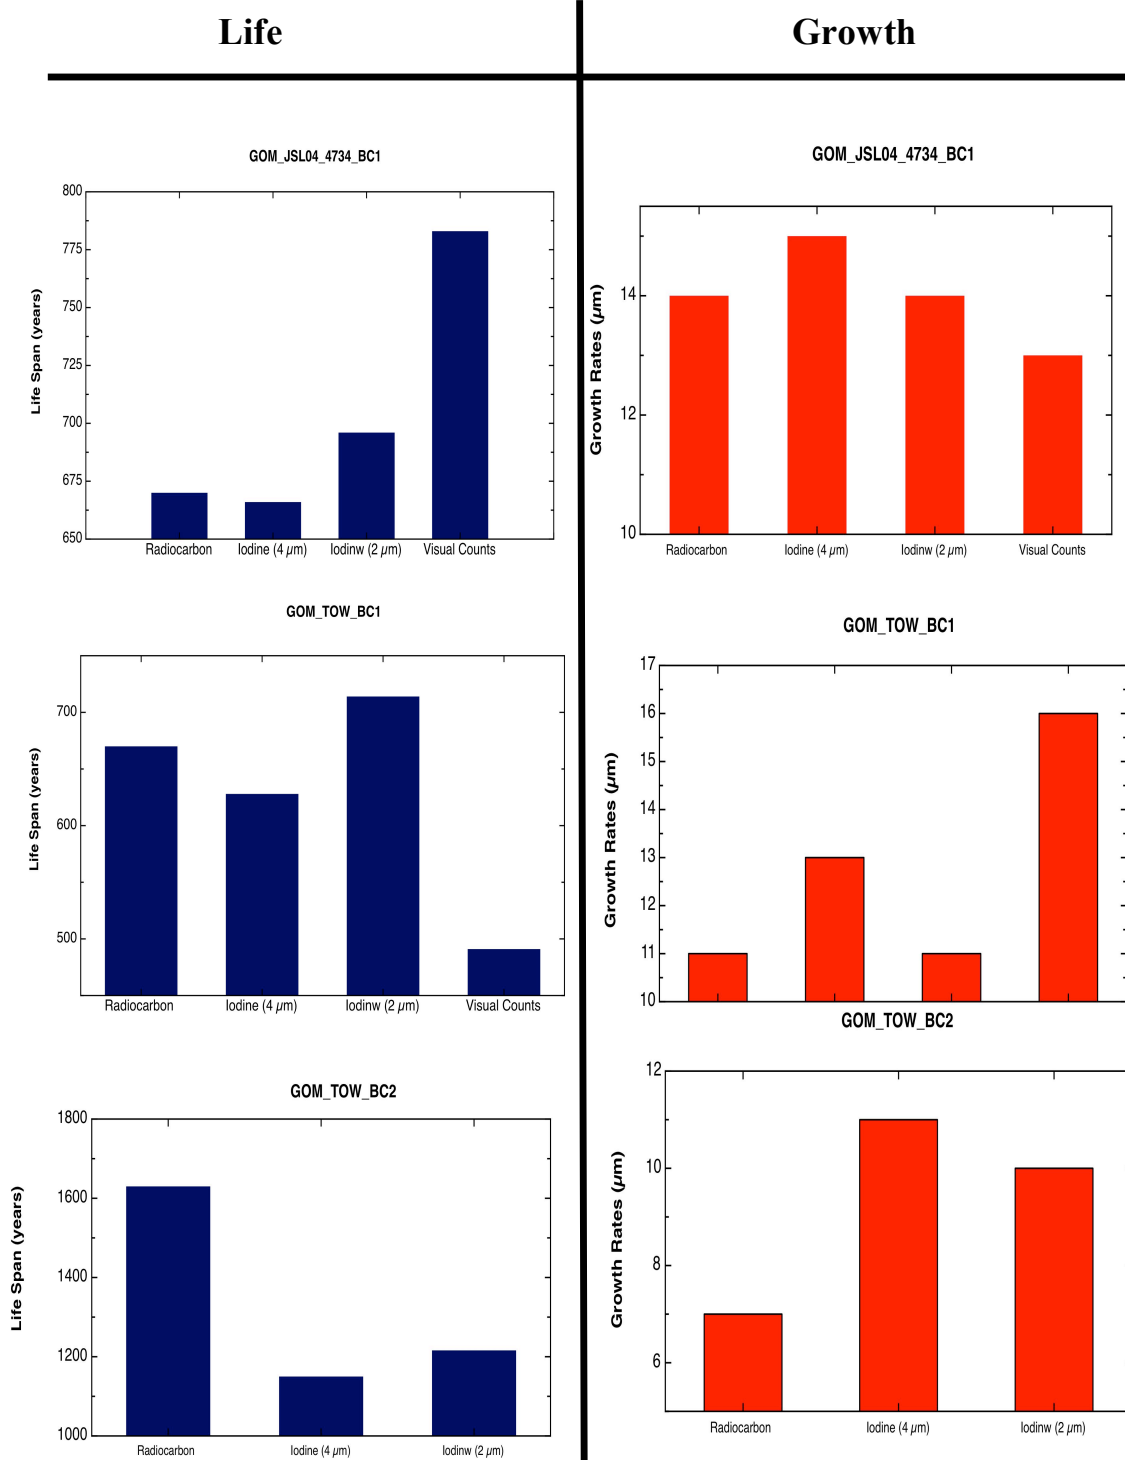 Life
Growth
GOM_JSL04_4734_BC1
800
775
750
725
700
675
650
Life Span (years)
Radiocarbon Iodine (4 µm) Iodinw (2 µm) Visual Counts
GOM_JSL04_4734_BC1
14
12
10
Growth Rates (µm)
Radiocarbon Iodine (4 µm) Iodinw (2 µm) Visual Counts
GOM_TOW_BC1
700
600
500
Life Span (years)
Radiocarbon Iodine (4 µm) Iodinw (2 µm) Visual Counts
GOM_TOW_BC1
17
16
15
14
13
12
11
10
Growth Rates (µm)
GOM_TOW_BC2
1800
1600
1400
1200
1000
Life Span (years)
Radiocarbon Iodine (4 µm) Iodinw (2 µm)
GOM_TOW_BC2
12
10
8
6
Growth Rates (µm)
Radiocarbon Iodine (4 µm) Iodinw (2 µm)